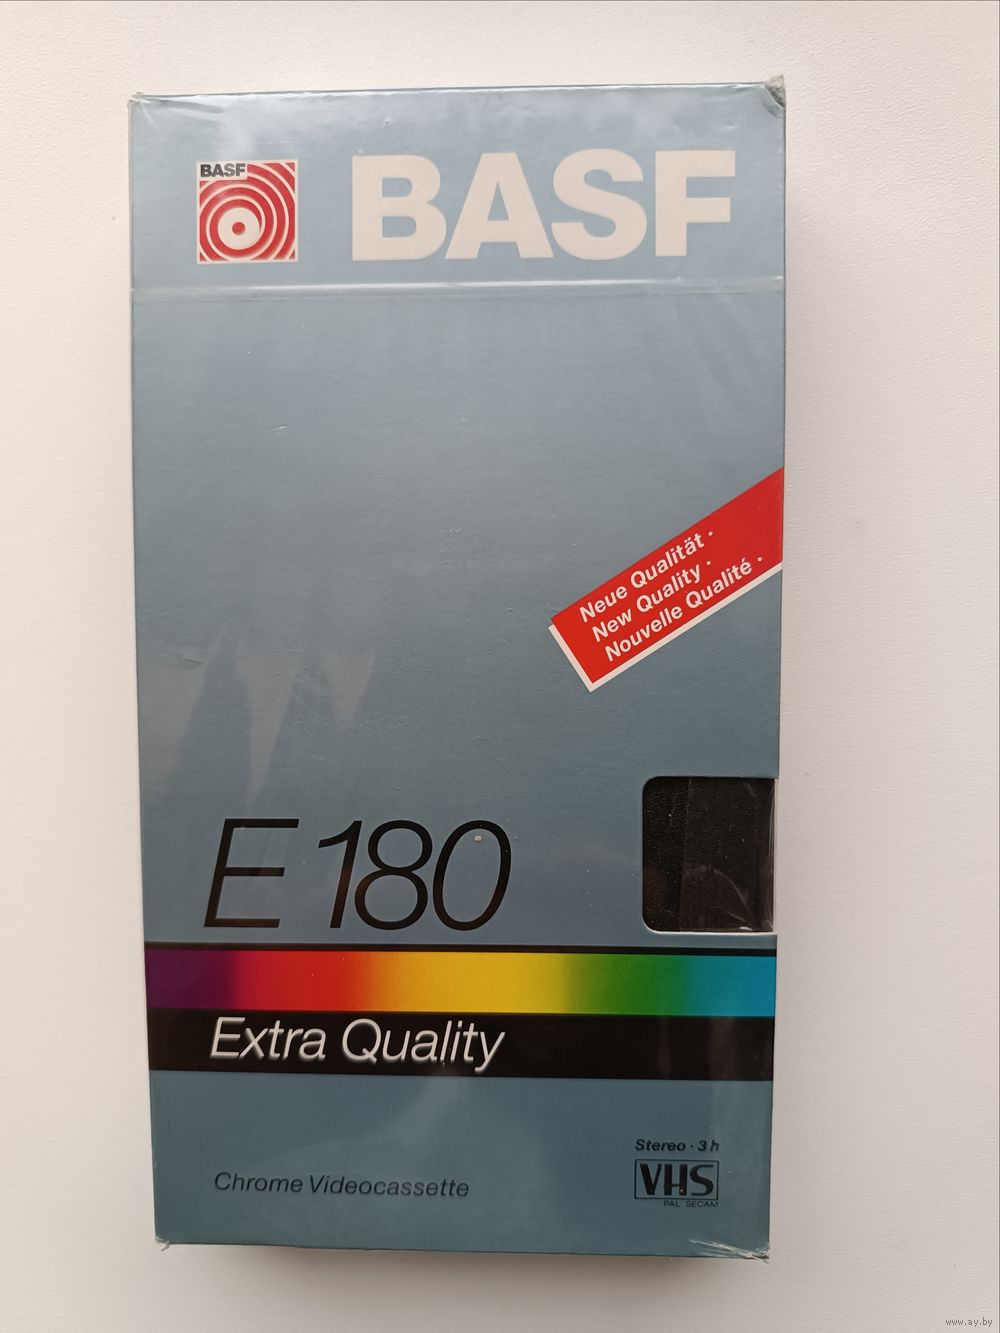 BASF
BASF
Neue Qualität ·
New Quality ·
Nouvelle Qualité ·
E 180
Extra Quality
Stereo · 3 h
VHS
PAL SECAM
Chrome Videocassette
www.ay.by